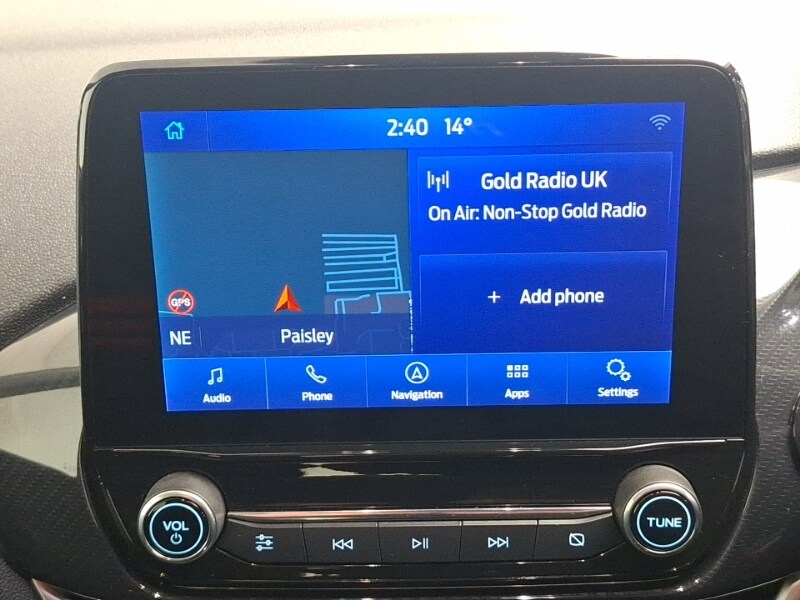 2:40 14°
Gold Radio UK
On Air: Non-Stop Gold Radio
+ Add phone
GPS
NE Paisley
Audio Phone Navigation Apps Settings
VOL TUNE